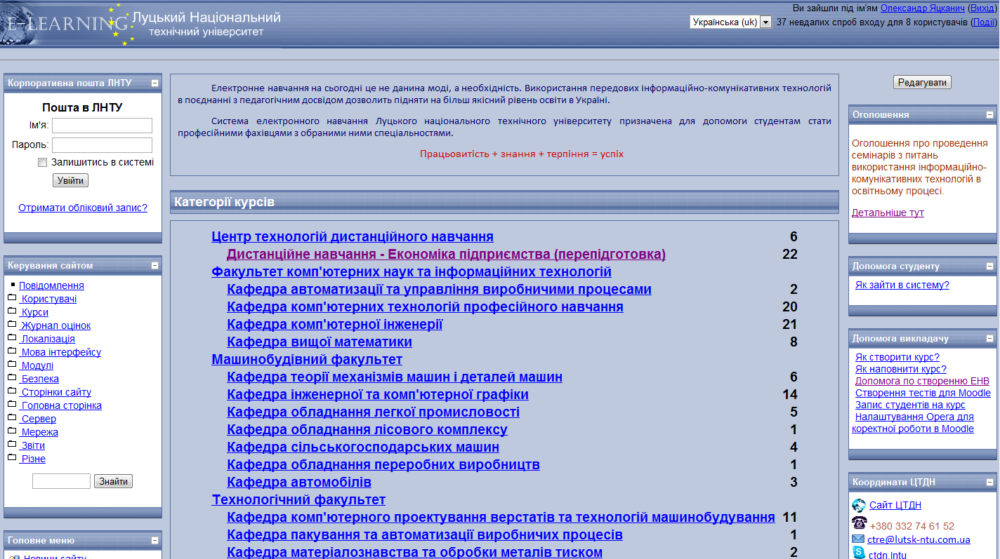 E-LEARNING
Луцький Національний
технічний університет
Ви зайшли під ім'ям Олександр Яцканич (Вихід)
Українська (uk) 37 невдалих спроб входу для 8 користувачів (Події)
Корпоративна пошта ЛНТУ
Пошта в ЛНТУ
Ім'я:
Пароль:
Залишитись в системі
Увійти
Отримати обліковий запис?
Керування сайтом
Повідомлення
Користувачі
Курси
Журнал оцінок
Локалізація
Мова інтерфейсу
Модулі
Безпека
Сторінки сайту
Головна сторінка
Сервер
Мережа
Звіти
Різне
Знайти
Головне меню
Новини сайту
Електронне навчання на сьогодні це не данина моді, а необхідність. Використання передових інформаційно-комунікативних технологій
в поєднанні з педагогічним досвідом дозволить підняти на більш якісний рівень освіти в Україні.
Система електронного навчання Луцького національного технічного університету призначена для допомоги студентам стати
професійними фахівцями з обраними ними спеціальностями.
Працьовитість + знання + терпіння = успіх
Категорії курсів
Центр технологій дистанційного навчання 6
Дистанційне навчання - Економіка підприємства (перепідготовка) 22
Факультет комп'ютерних наук та інформаційних технологій
Кафедра автоматизації та управління виробничими процесами 2
Кафедра комп'ютерних технологій професійного навчання 20
Кафедра комп'ютерної інженерії 21
Кафедра вищої математики 8
Машинобудівний факультет
Кафедра теорії механізмів машин і деталей машин 6
Кафедра інженерної та комп'ютерної графіки 14
Кафедра обладнання легкої промисловості 5
Кафедра обладнання лісового комплексу 1
Кафедра сільськогосподарських машин 4
Кафедра обладнання переробних виробництв 1
Кафедра автомобілів 3
Технологічний факультет
Кафедра комп'ютерного проектування верстатів та технологій машинобудування 11
Кафедра пакування та автоматизації виробничих процесів 1
Кафедра матеріалознавства та обробки металів тиском 2
Редагувати
Оголошення
Оголошення про проведення
семінарів з питань
використання інформаційно-
комунікативних технологій в
освітньому процесі.
Детальніше тут
Допомога студенту
Як зайти в систему?
Допомога викладачу
Як створити курс?
Як наповнити курс?
Допомога по створенню ЕНВ
Створення тестів для Moodle
Запис студентів на курс
Налаштування Opera для
коректної роботи в Moodle
Координати ЦТДН
Сайт ЦТДН
+380 332 74 61 52
ctre@lutsk-ntu.com.ua
ctdn.lntu